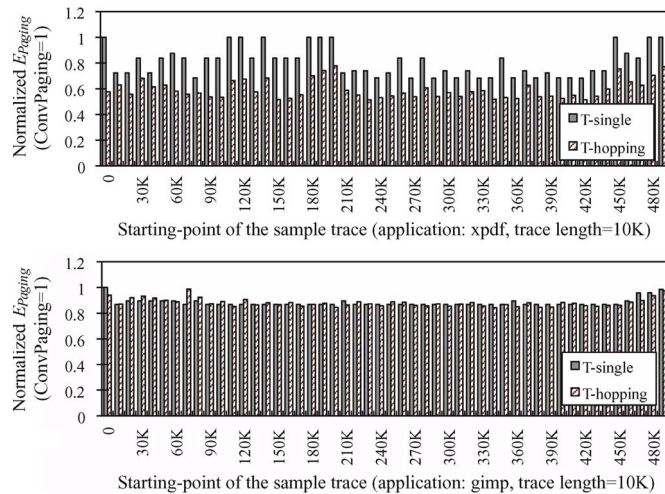 Normalized E_Paging
(ConvPaging=1)
1.2
1
0.8
0.6
0.4
0.2
0
T-single
T-hopping
0 30K 60K 90K 120K 150K 180K 210K 240K 270K 300K 330K 360K 390K 420K 450K 480K
Starting-point of the sample trace (application: xpdf, trace length=10K)
Normalized E_Paging
(ConvPaging=1)
1.2
1
0.8
0.6
0.4
0.2
0
T-single
T-hopping
0 30K 60K 90K 120K 150K 180K 210K 240K 270K 300K 330K 360K 390K 420K 450K 480K
Starting-point of the sample trace (application: gimp, trace length=10K)